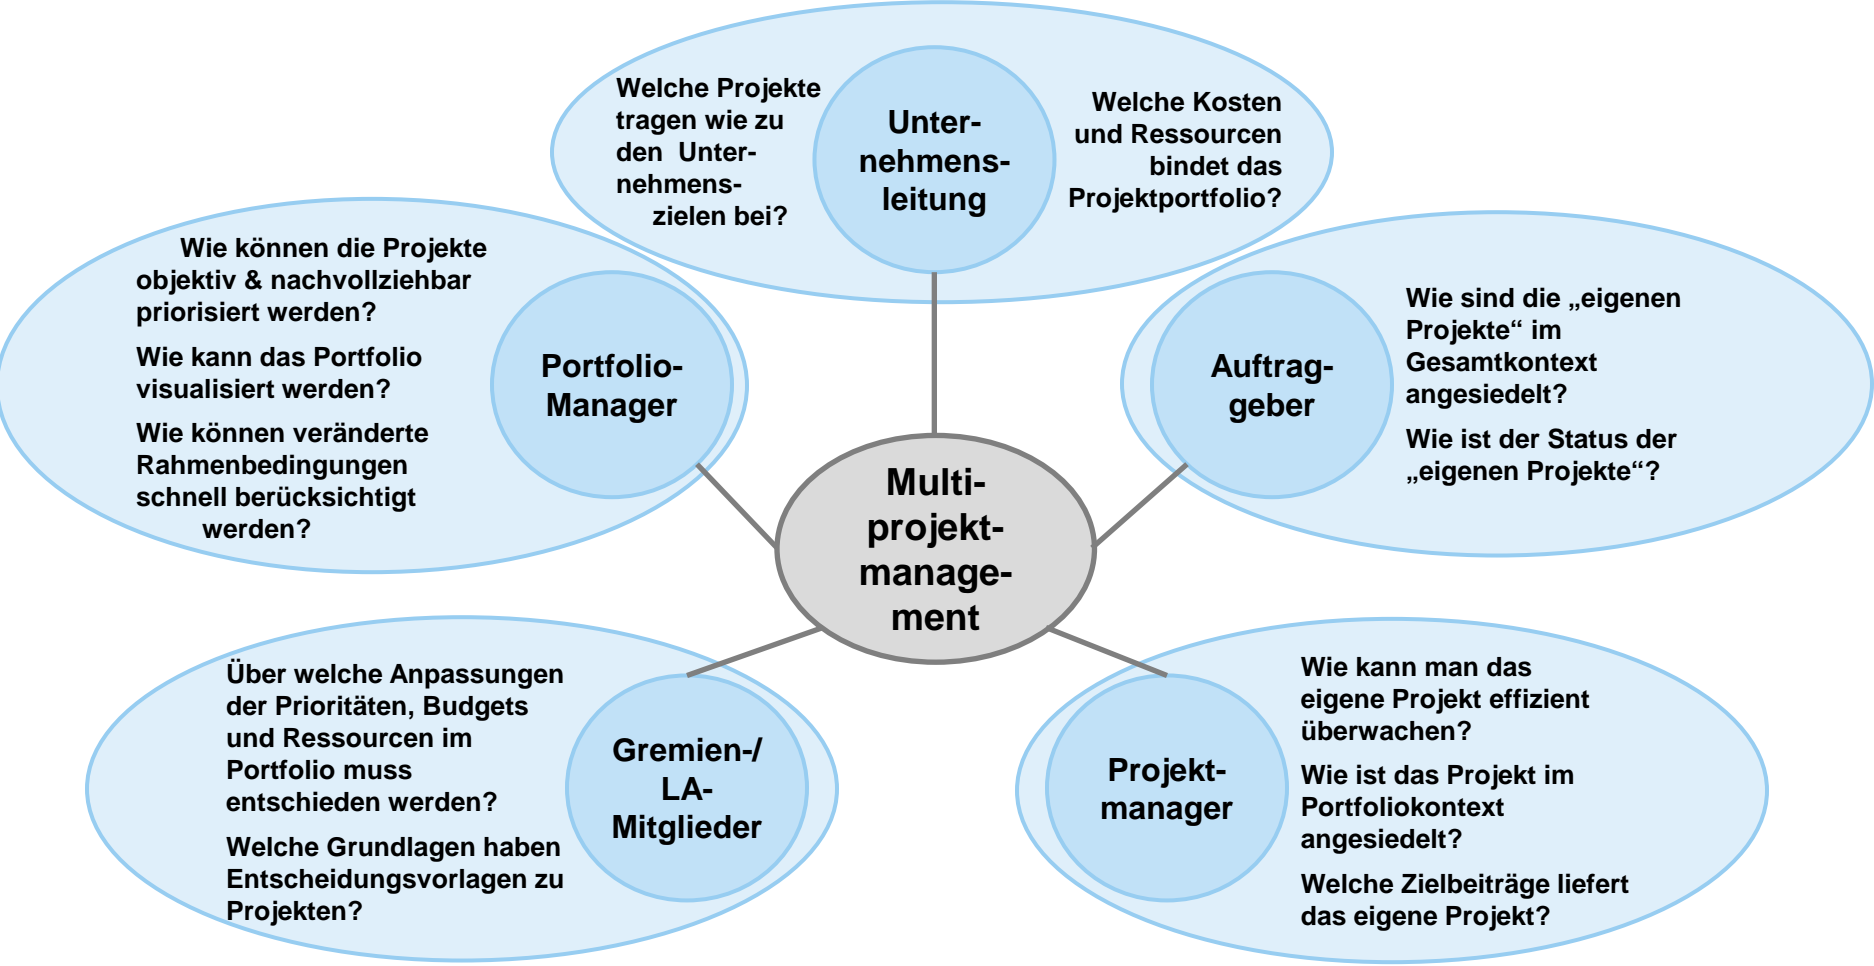 Welche Projekte
tragen wie zu
den Unter-
nehmens-
zielen bei?
Unter-
nehmens-
leitung
Welche Kosten
und Ressourcen
bindet das
Projektportfolio?
Wie können die Projekte
objektiv & nachvollziehbar
priorisiert werden?
Wie kann das Portfolio
visualisiert werden?
Wie können veränderte
Rahmenbedingungen
schnell berücksichtigt
werden?
Portfolio-
Manager
Auftrag-
geber
Wie sind die „eigenen
Projekte“ im
Gesamtkontext
angesiedelt?
Wie ist der Status der
„eigenen Projekte“?
Multi-
projekt-
manage-
ment
Über welche Anpassungen
der Prioritäten, Budgets
und Ressourcen im
Portfolio muss
entschieden werden?
Welche Grundlagen haben
Entscheidungsvorlagen zu
Projekten?
Gremien-/
LA-
Mitglieder
Projekt-
manager
Wie kann man das
eigene Projekt effizient
überwachen?
Wie ist das Projekt im
Portfoliokontext
angesiedelt?
Welche Zielbeiträge liefert
das eigene Projekt?